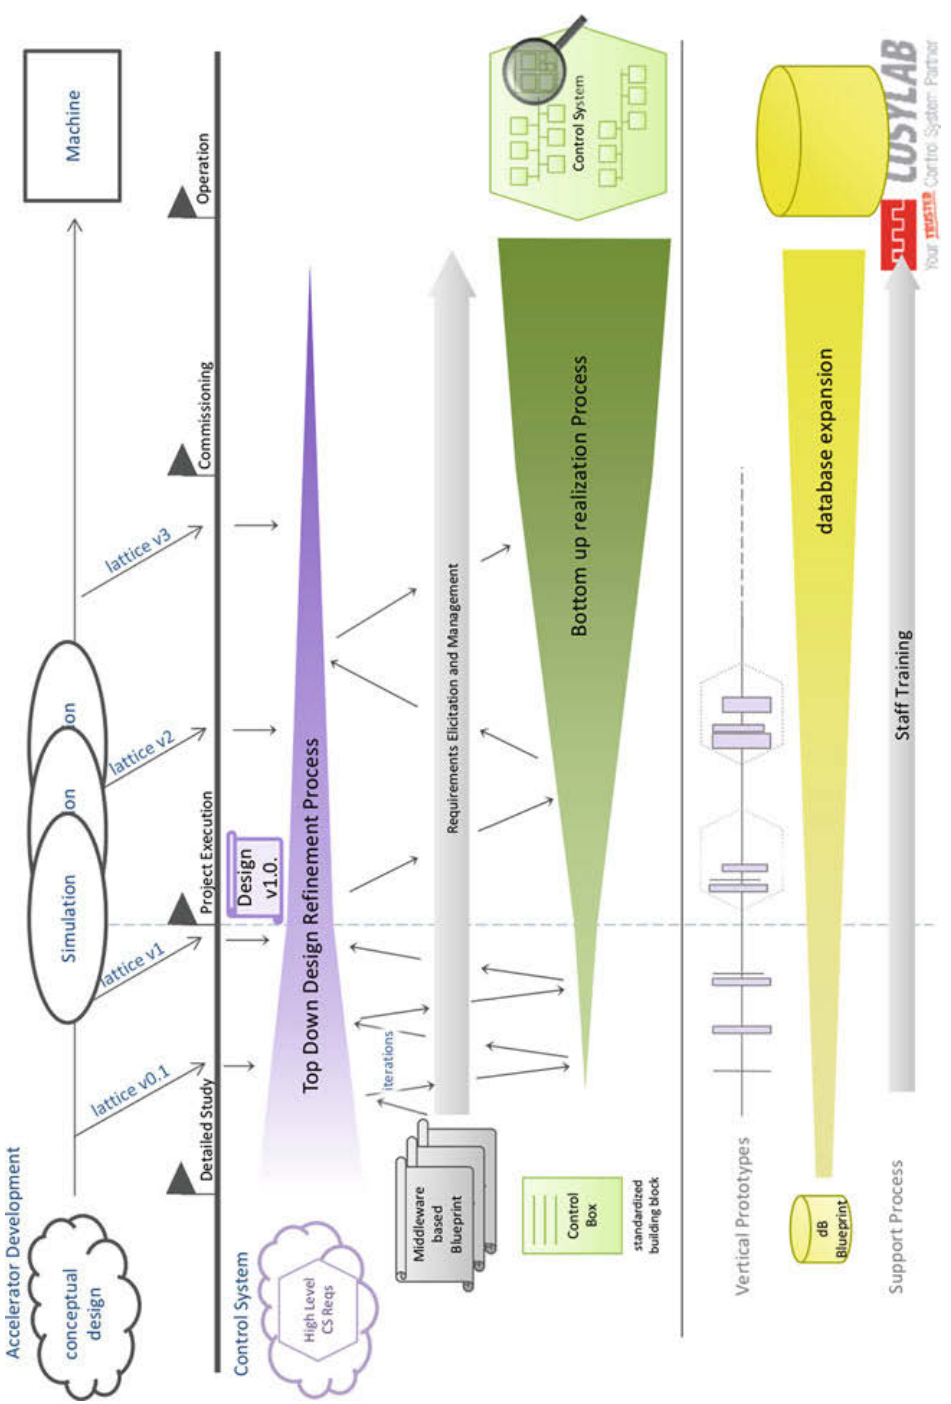 Accelerator Development
conceptual
design
Simulation
ion
ion
Machine
lattice v0.1
lattice v1
lattice v2
lattice v3
Detailed Study
Project Execution
Commissioning
Operation
Control System
High Level
CS Reqs
Design
v1.0.
Top Down Design Refinement Process
iterations
Middleware
based
Blueprint
Requirements Elicitation and Management
Control
Box
standardized
building block
Bottom up realization Process
Control System
Vertical Prototypes
dB
Blueprint
database expansion
Support Process
Staff Training
COSYLAB
Your TRUSTED Control System Partner